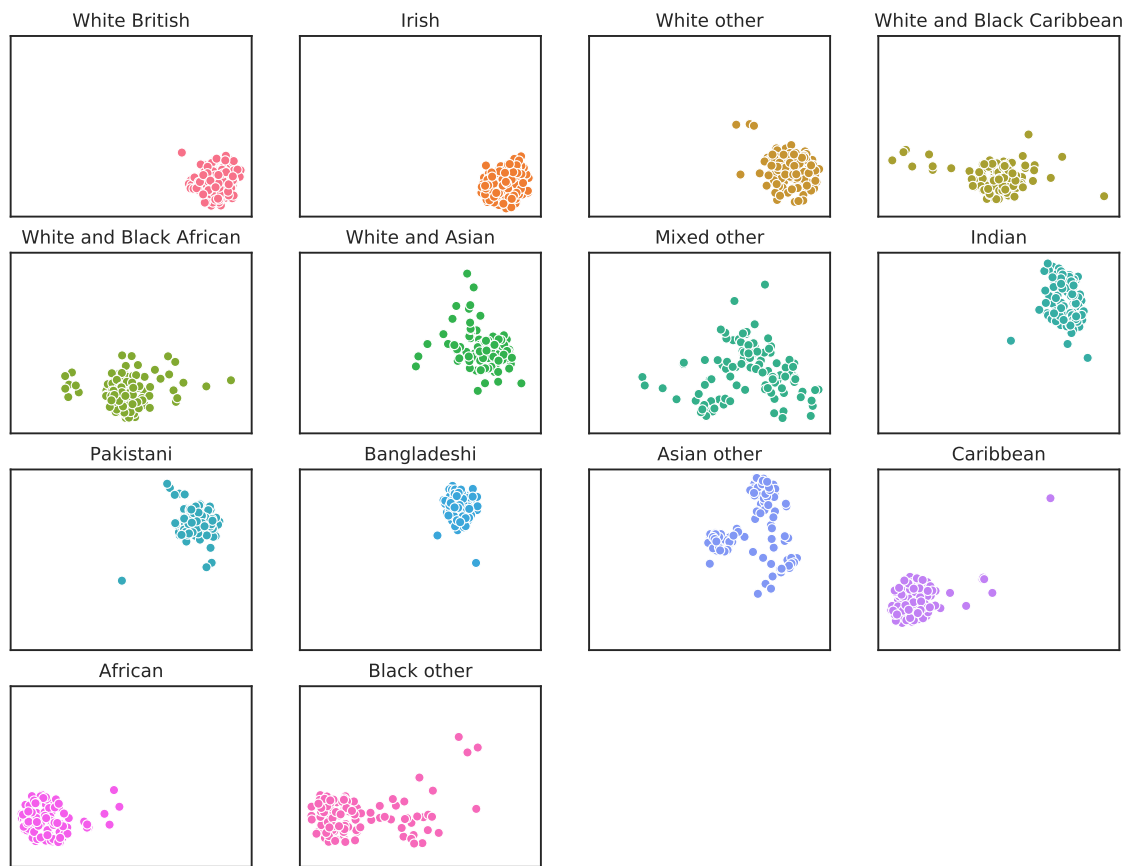 White British
Irish
White other
White and Black Caribbean
White and Black African
White and Asian
Mixed other
Indian
Pakistani
Bangladeshi
Asian other
Caribbean
African
Black other